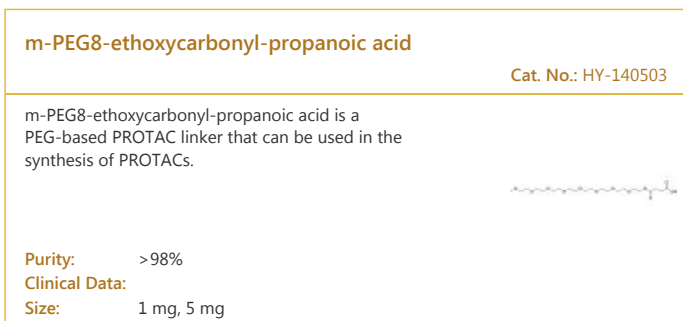 m-PEG8-ethoxycarbonyl-propanoic acid
Cat. No.: HY-140503
m-PEG8-ethoxycarbonyl-propanoic acid is a
PEG-based PROTAC linker that can be used in the
synthesis of PROTACs.
Purity: >98%
Clinical Data:
Size: 1 mg, 5 mg